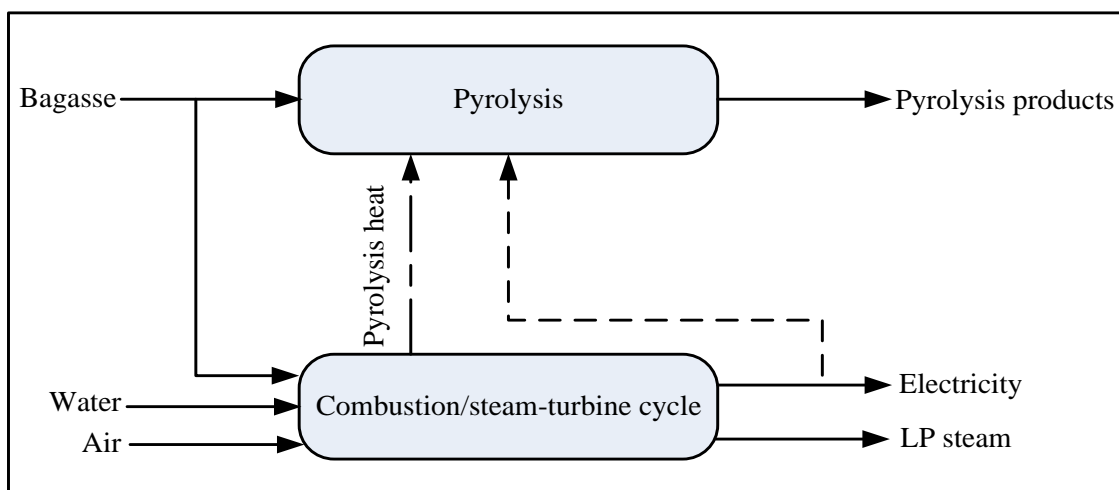 Bagasse
Pyrolysis
Pyrolysis products
Pyrolysis heat
Combustion/steam-turbine cycle
Water
Air
Electricity
LP steam